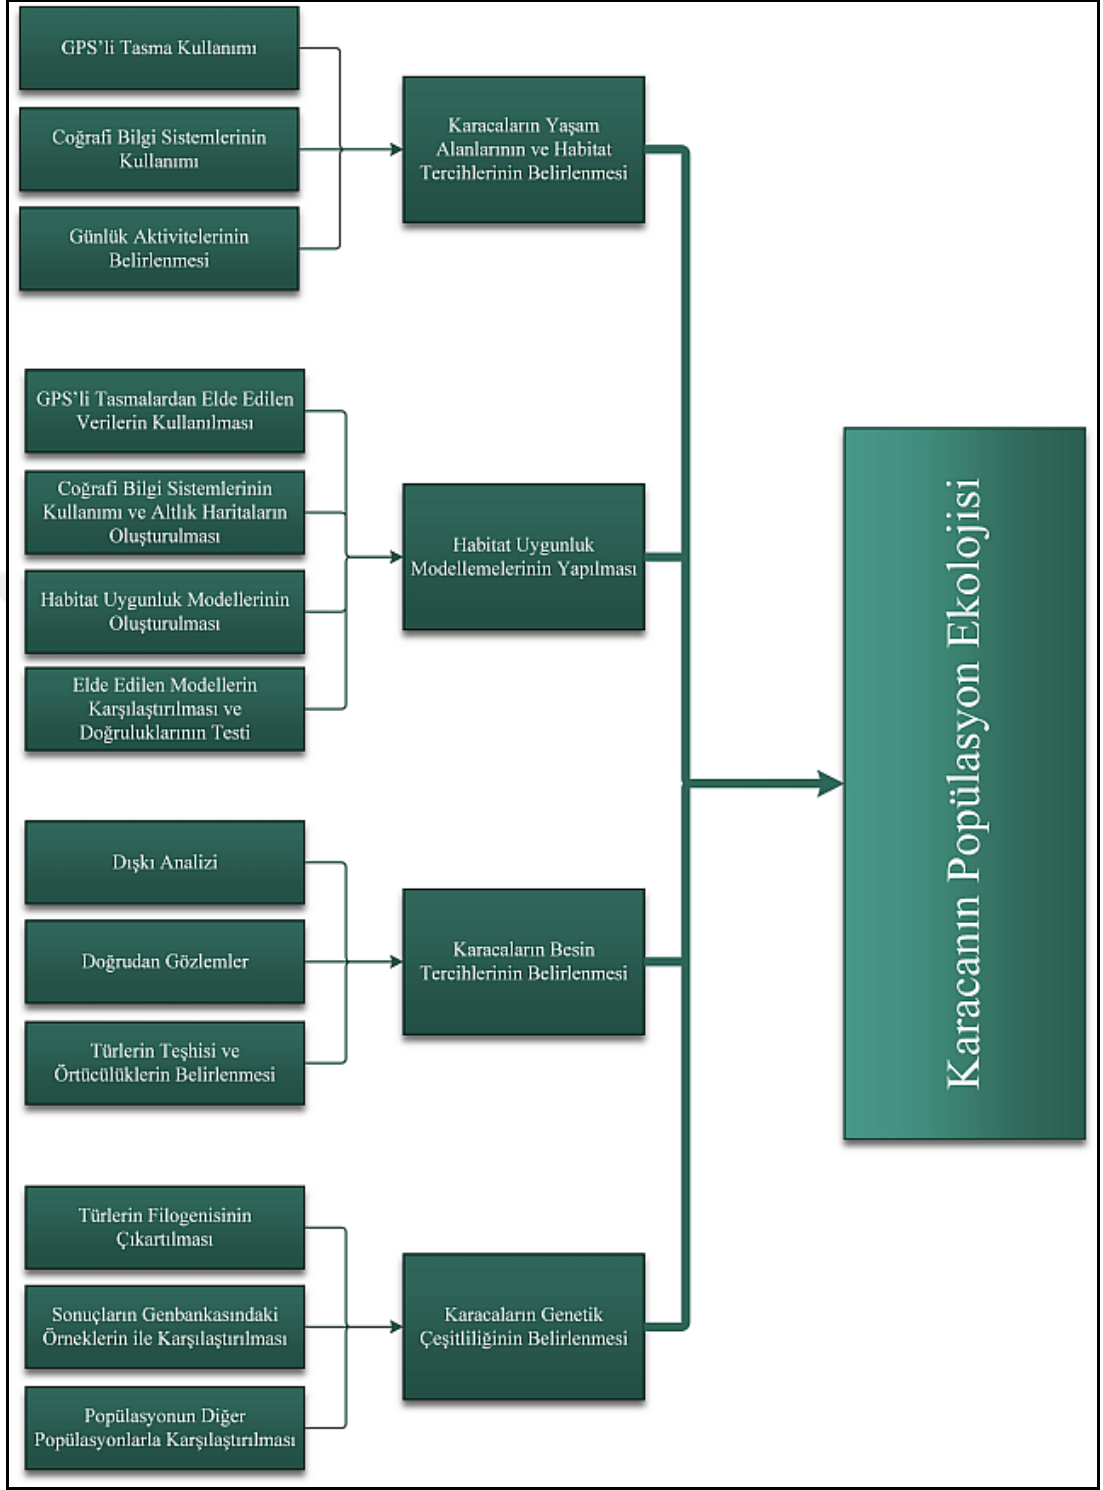 GPS’li Tasma Kullanımı
Coğrafi Bilgi Sistemlerinin
Kullanımı
Günlük Aktivitelerinin
Belirlenmesi
Karacaların Yaşam
Alanlarının ve Habitat
Tercihlerinin Belirlenmesi
GPS’li Tasmalardan Elde Edilen
Verilerin Kullanılması
Coğrafi Bilgi Sistemlerinin
Kullanımı ve Altlık Haritaların
Oluşturulması
Habitat Uygunluk Modellerinin
Oluşturulması
Elde Edilen Modellerin
Karşılaştırılması ve
Doğruluklarının Testi
Habitat Uygunluk
Modellemelerinin Yapılması
Dışkı Analizi
Doğrudan Gözlemler
Türlerin Teşhisi ve
Örtücülüklerin Belirlenmesi
Karacaların Besin
Tercihlerinin Belirlenmesi
Türlerin Filogenisinin
Çıkartılması
Sonuçların Genbankasındaki
Örneklerin ile Karşılaştırılması
Popülasyonun Diğer
Popülasyonlarla Karşılaştırılması
Karacaların Genetik
Çeşitliliğinin Belirlenmesi
Karacanın Popülasyon Ekolojisi